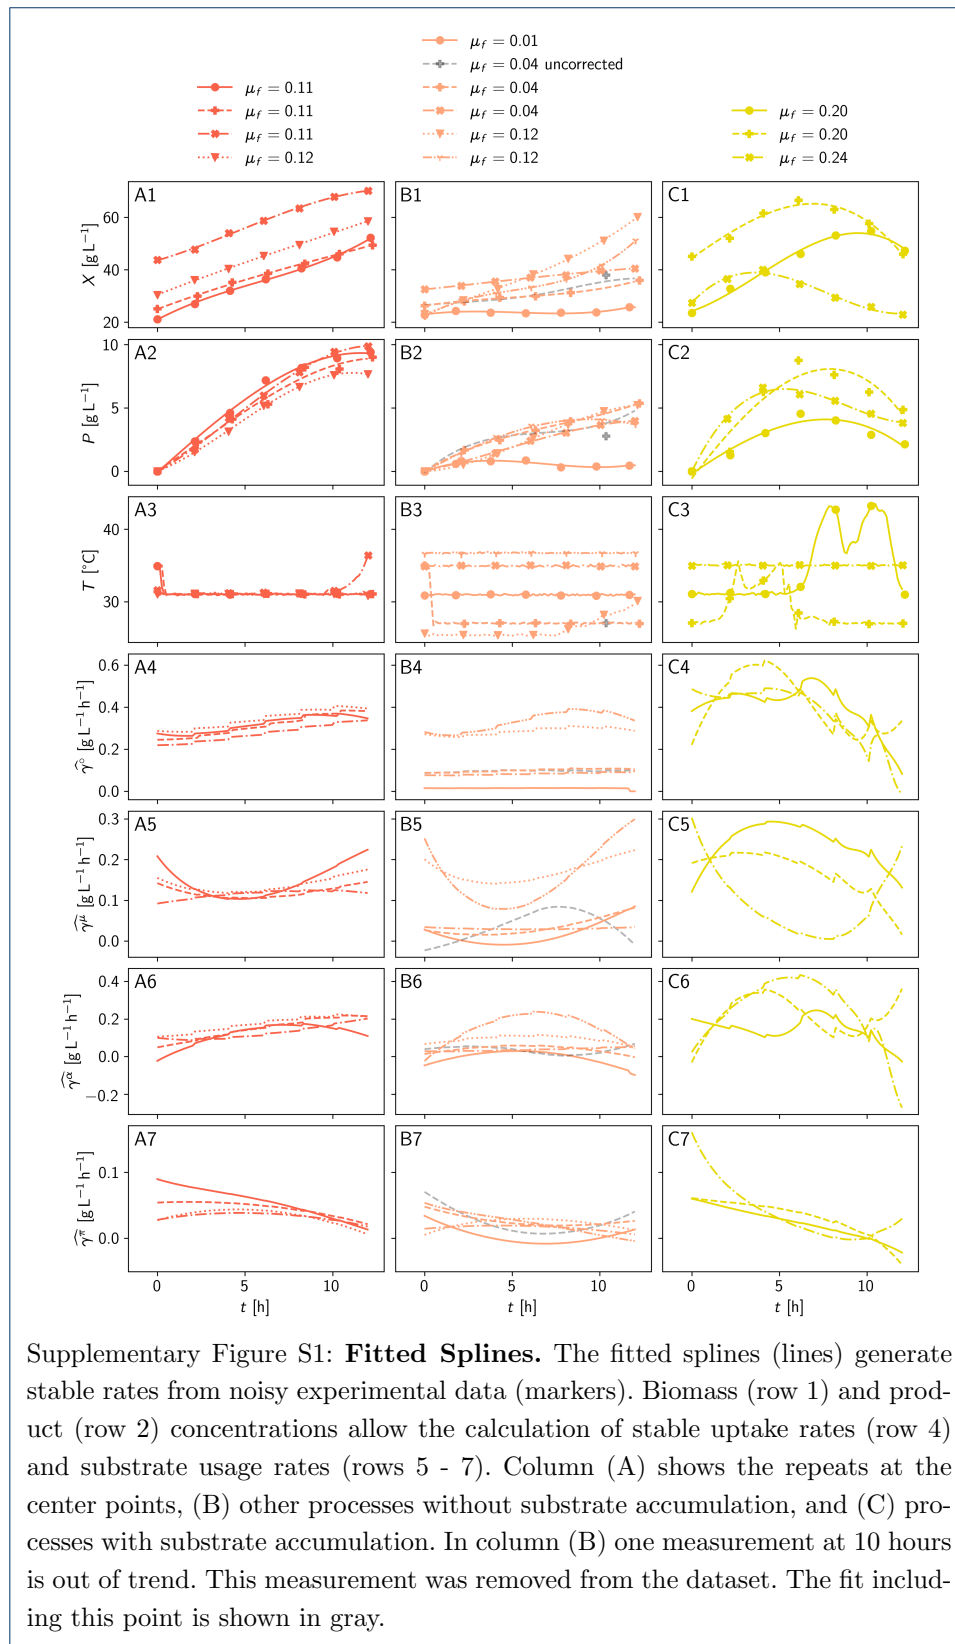 μf = 0.11
μf = 0.11
μf = 0.11
μf = 0.12
μf = 0.01
μf = 0.04 uncorrected
μf = 0.04
μf = 0.04
μf = 0.12
μf = 0.12
μf = 0.20
μf = 0.20
μf = 0.24
A1 B1 C1
X [g L−1]
60
40
20
A2 B2 C2
P [g L−1]
10
5
0
A3 B3 C3
T [°C]
40
30
A4 B4 C4
γ̂° [g L−1 h−1]
0.6
0.4
0.2
0.0
A5 B5 C5
γ̂μ [g L−1 h−1]
0.3
0.2
0.1
0.0
A6 B6 C6
γ̂α [g L−1 h−1]
0.4
0.2
0.0
−0.2
A7 B7 C7
γ̂π [g L−1 h−1]
0.1
0.0
0 5 10 0 5 10 0 5 10
t [h] t [h] t [h]
Supplementary Figure S1: Fitted Splines. The fitted splines (lines) generate
stable rates from noisy experimental data (markers). Biomass (row 1) and prod-
uct (row 2) concentrations allow the calculation of stable uptake rates (row 4)
and substrate usage rates (rows 5 - 7). Column (A) shows the repeats at the
center points, (B) other processes without substrate accumulation, and (C) pro-
cesses with substrate accumulation. In column (B) one measurement at 10 hours
is out of trend. This measurement was removed from the dataset. The fit includ-
ing this point is shown in gray.